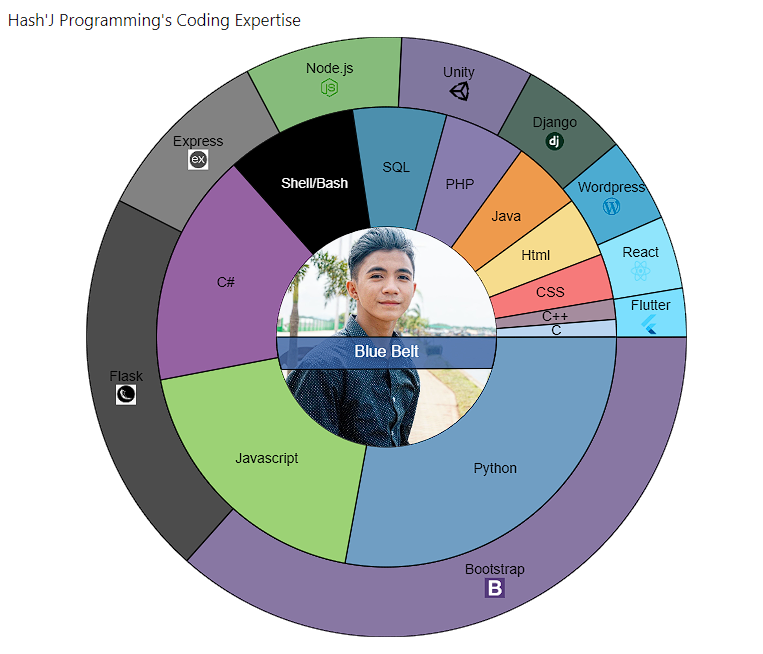 Hash'J Programming's Coding Expertise
Node.js
Unity
Django
dj
Express
ex
Wordpress
Shell/Bash
SQL
PHP
Java
React
Html
C#
CSS
Flutter
C++
C
Blue Belt
Flask
Javascript
Python
Bootstrap
B